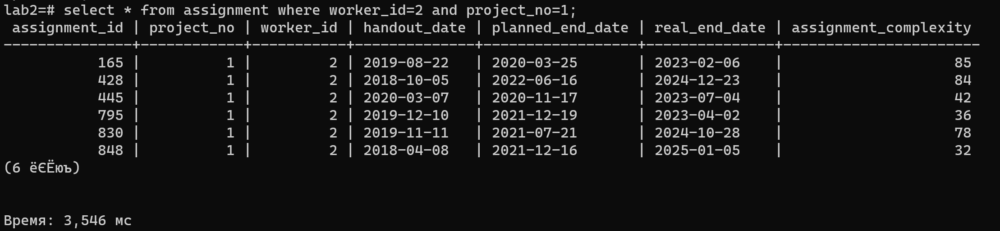 lab2=# select * from assignment where worker_id=2 and project_no=1;
 assignment_id | project_no | worker_id | handout_date | planned_end_date | real_end_date | assignment_complexity
---------------+------------+-----------+--------------+------------------+---------------+-----------------------
           165 |          1 |         2 | 2019-08-22   | 2020-03-25       | 2023-02-06    |                    85
           428 |          1 |         2 | 2018-10-05   | 2022-06-16       | 2024-12-23    |                    84
           445 |          1 |         2 | 2020-03-07   | 2020-11-17       | 2023-07-04    |                    42
           795 |          1 |         2 | 2019-12-10   | 2021-12-19       | 2023-04-02    |                    36
           830 |          1 |         2 | 2019-11-11   | 2021-07-21       | 2024-10-28    |                    78
           848 |          1 |         2 | 2018-04-08   | 2021-12-16       | 2025-01-05    |                    32
(6 ёЄЁюъ)
Время: 3,546 мс